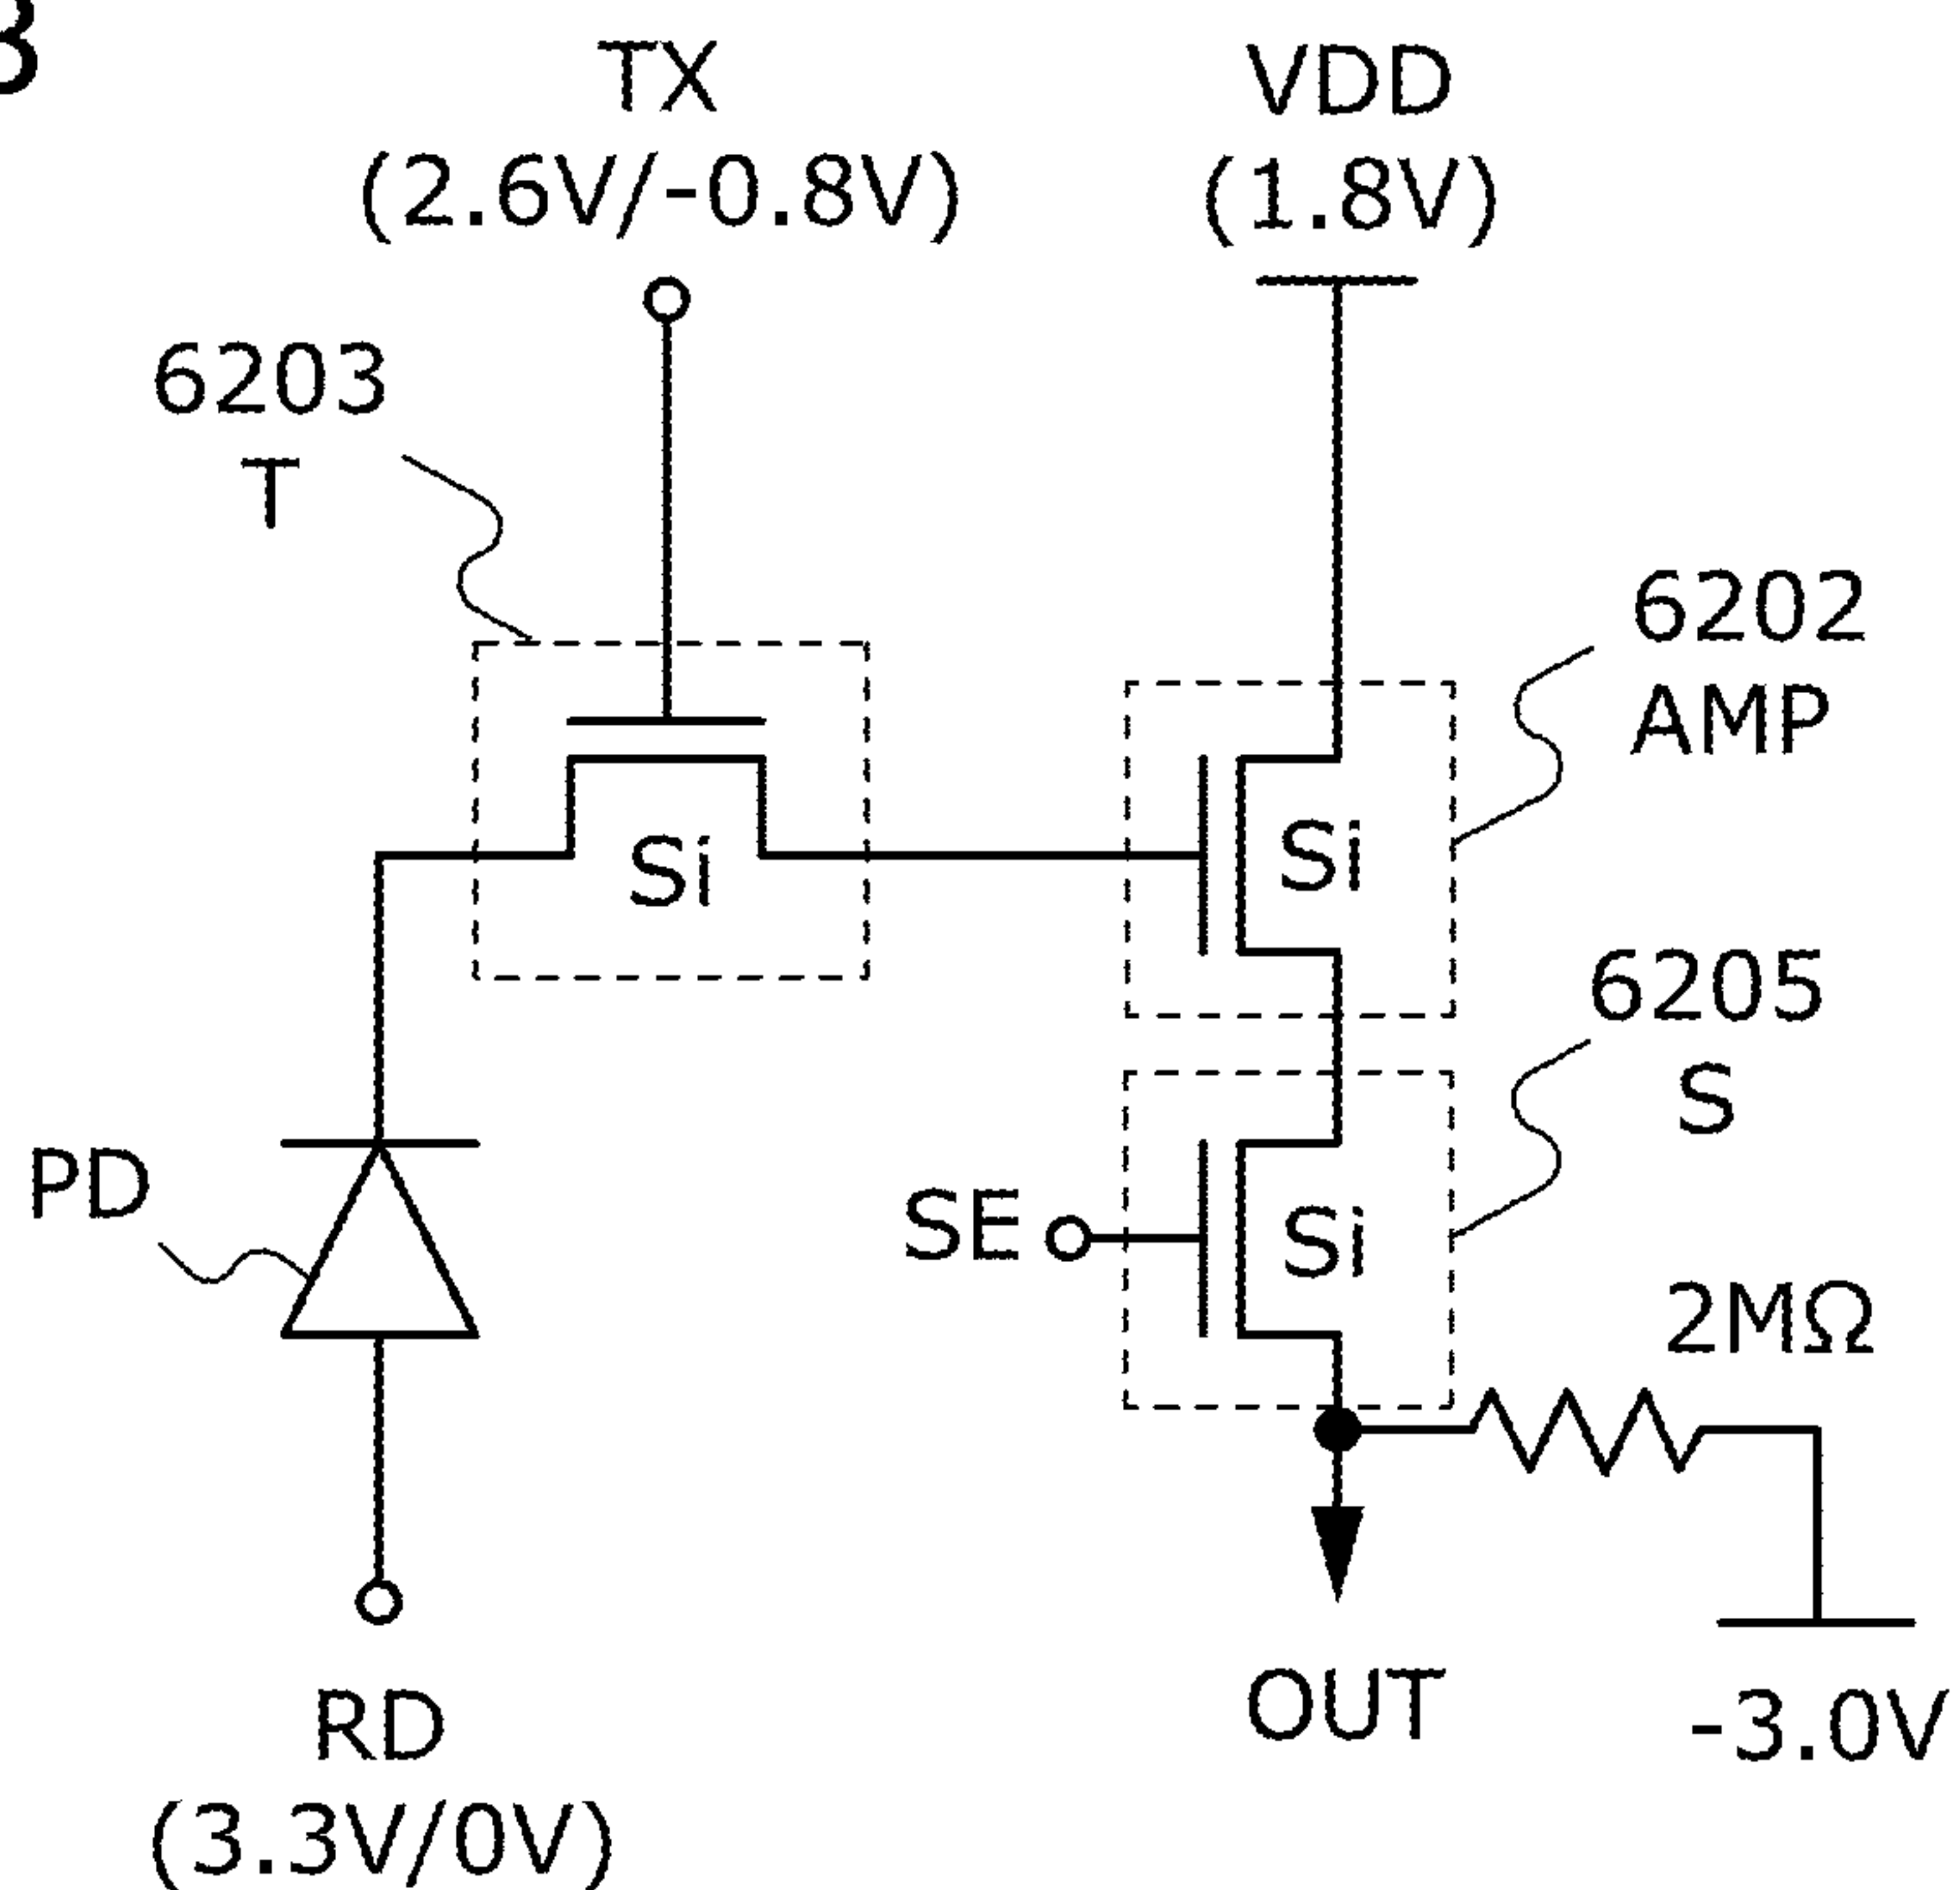 3
TX
(2.6V/-0.8V)
VDD
(1.8V)
6203
T
6202
AMP
Si
Si
6205
S
PD
SE
Si
2MΩ
OUT
-3.0V
RD
(3.3V/0V)